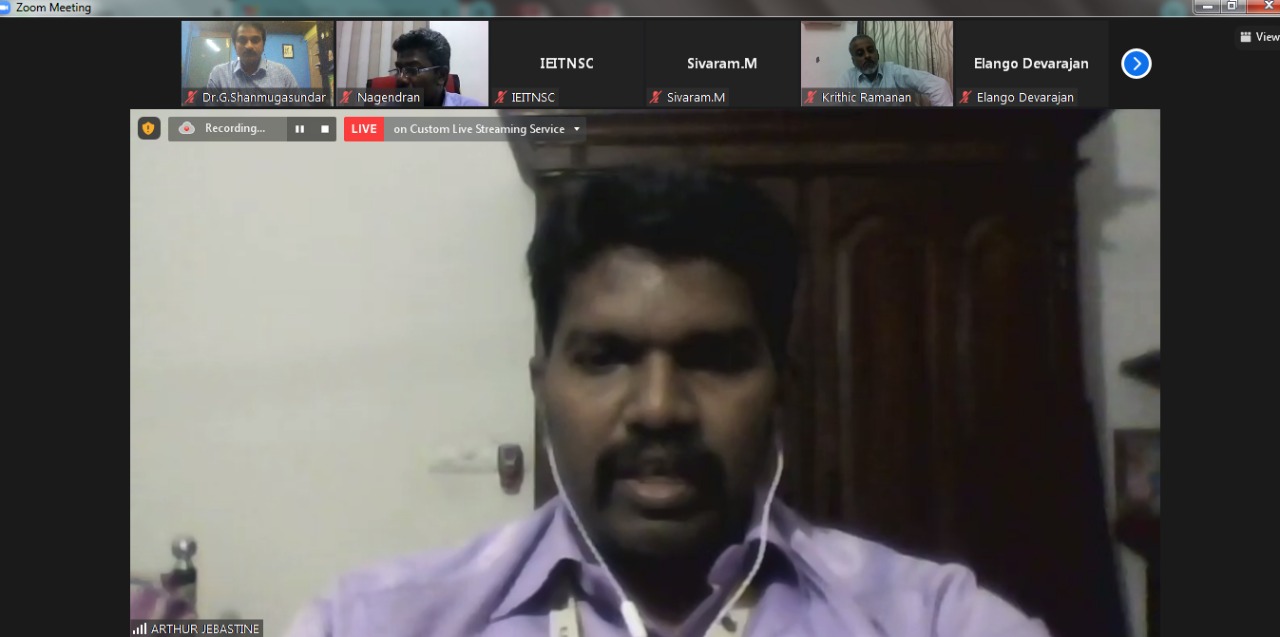 Zoom Meeting
View
IEITNSC
Sivaram.M
Elango Devarajan
Dr.G.Shanmugasundar
Nagendran
IEITNSC
Sivaram.M
Krithic Ramanan
Elango Devarajan
Recording...
LIVE on Custom Live Streaming Service
ARTHUR JEBASTINE